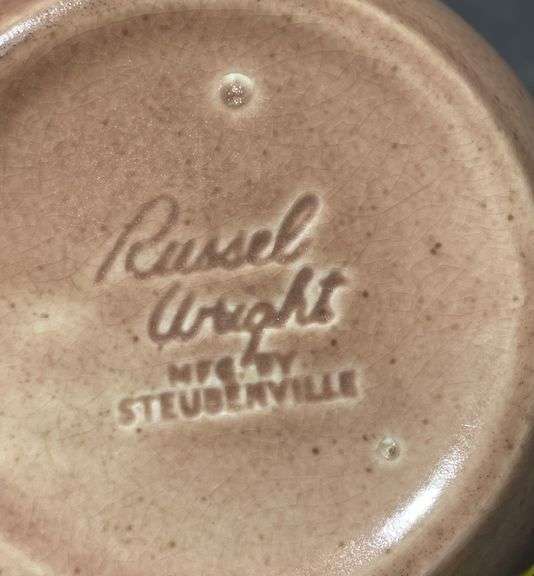 Russel
Wright
MFG. BY
STEUBENVILLE